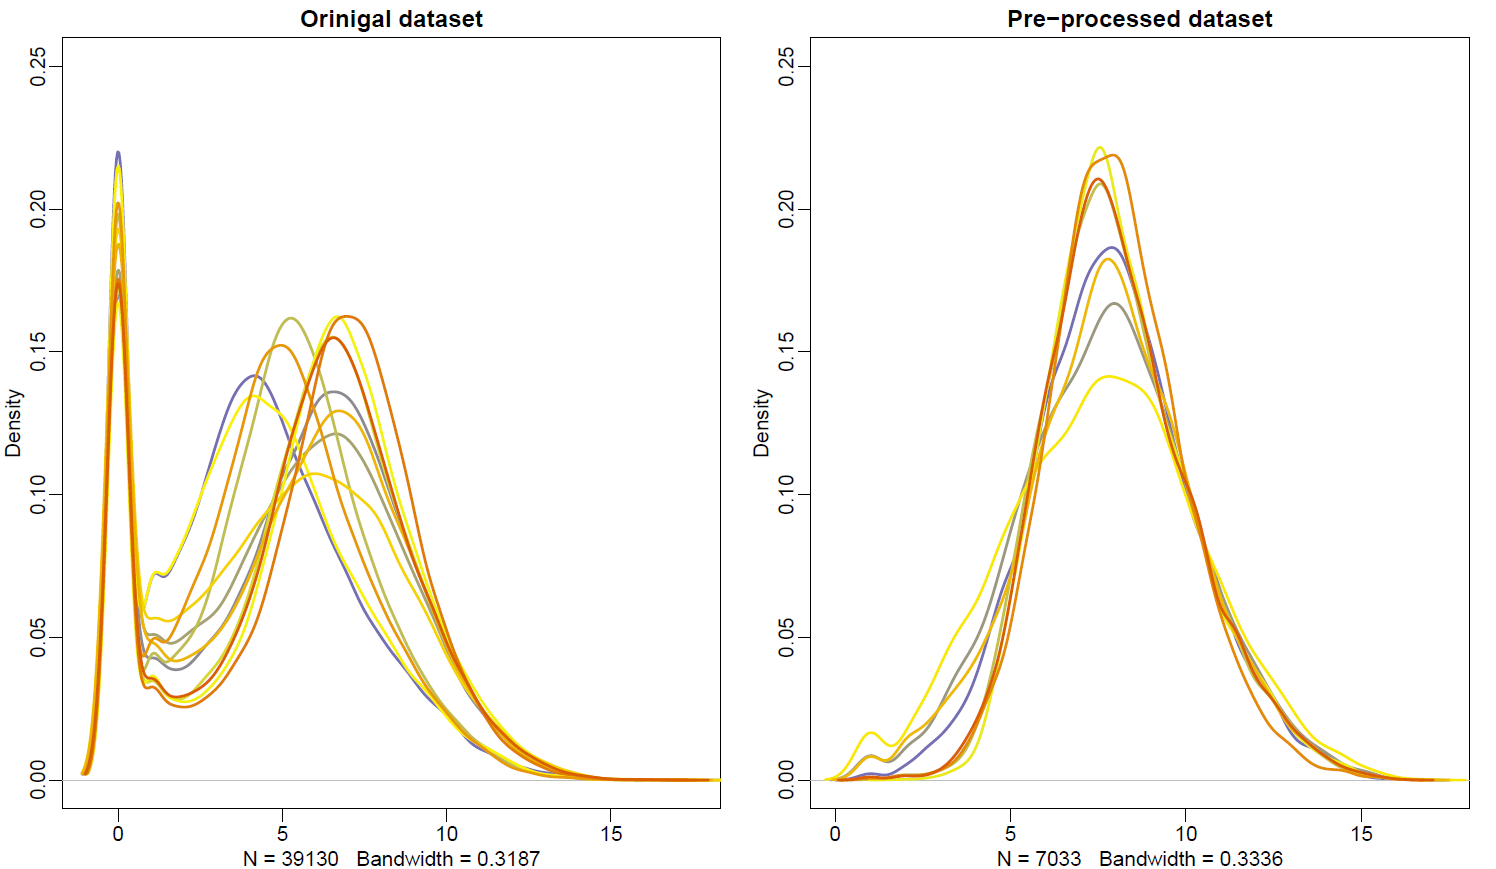 Orinigal dataset
Density
0.00 0.05 0.10 0.15 0.20 0.25
0 5 10 15
N = 39130 Bandwidth = 0.3187
Pre−processed dataset
Density
0.00 0.05 0.10 0.15 0.20 0.25
0 5 10 15
N = 7033 Bandwidth = 0.3336